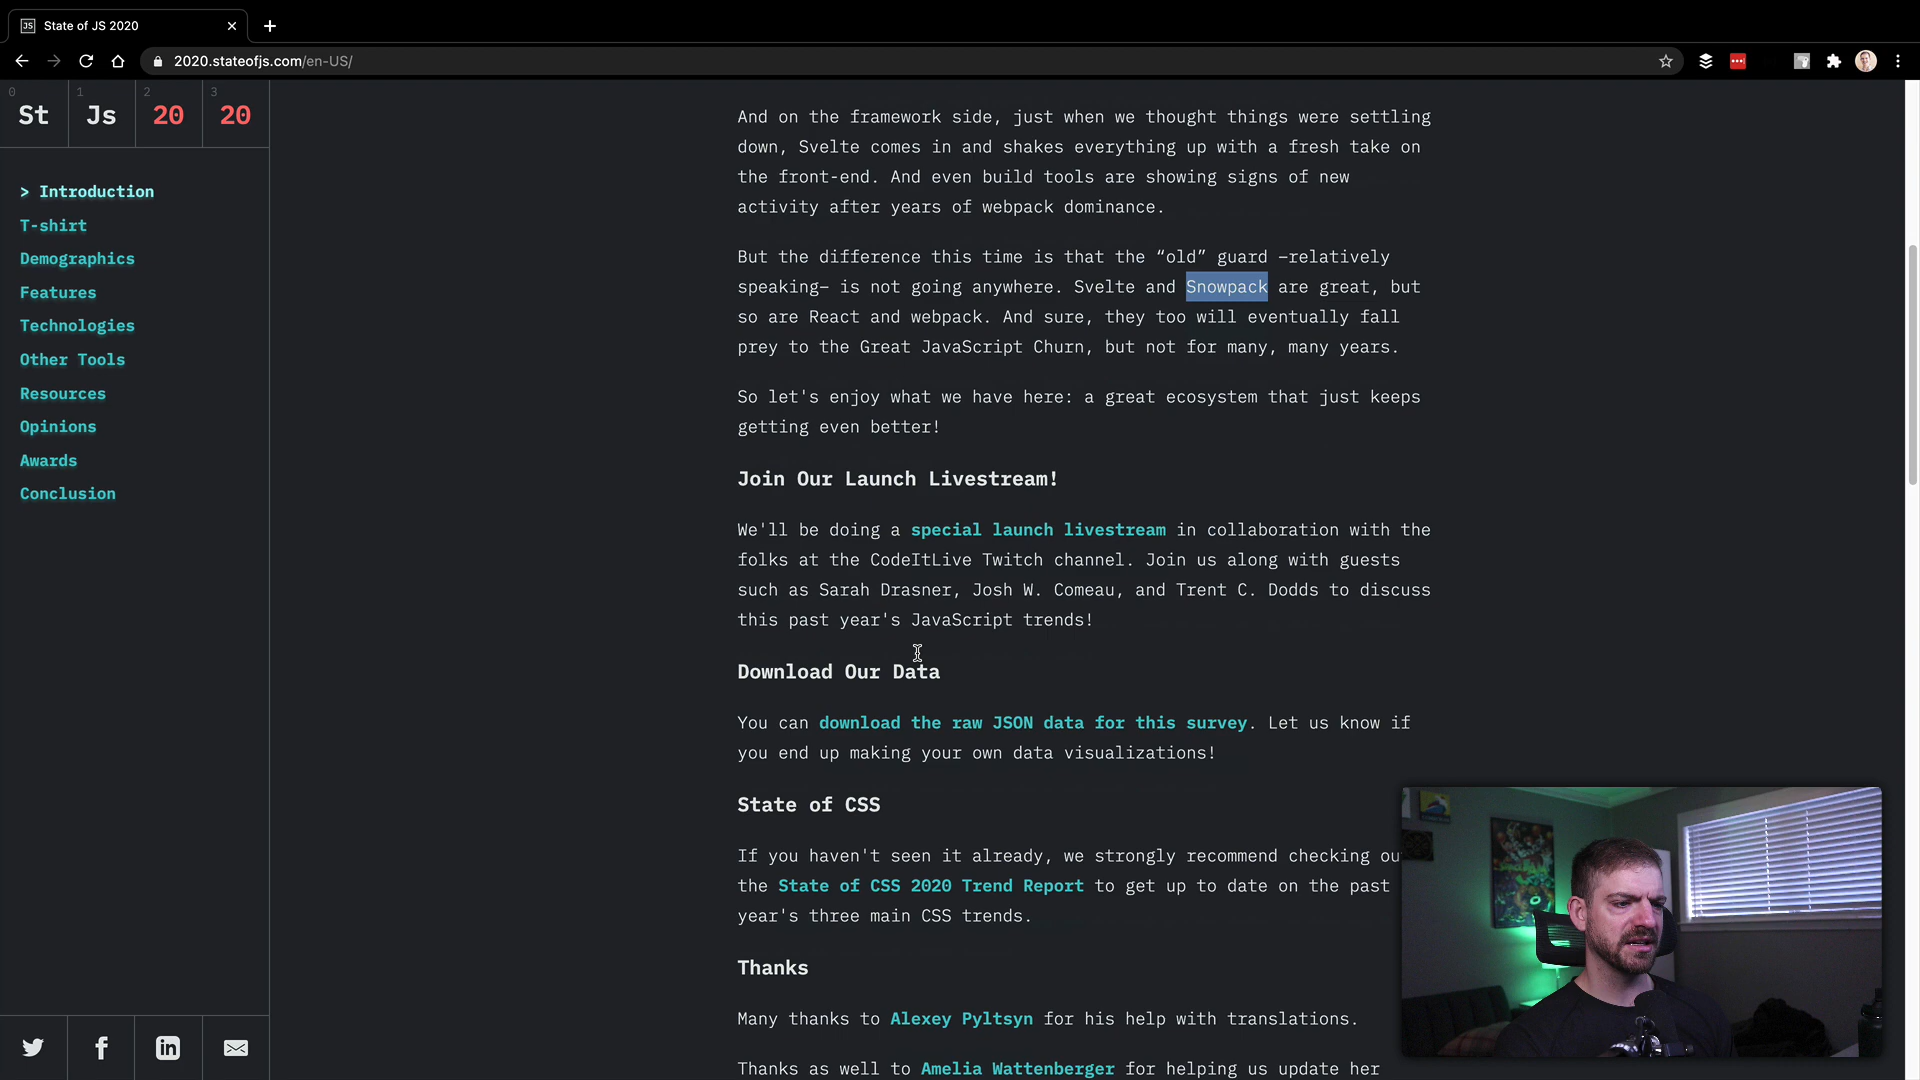 JS State of JS 2020
2020.stateofjs.com/en-US/
0 1 2 3
St Js 20 20
> Introduction
T-shirt
Demographics
Features
Technologies
Other Tools
Resources
Opinions
Awards
Conclusion
And on the framework side, just when we thought things were settling
down, Svelte comes in and shakes everything up with a fresh take on
the front-end. And even build tools are showing signs of new
activity after years of webpack dominance.
But the difference this time is that the “old” guard –relatively
speaking– is not going anywhere. Svelte and Snowpack are great, but
so are React and webpack. And sure, they too will eventually fall
prey to the Great JavaScript Churn, but not for many, many years.
So let's enjoy what we have here: a great ecosystem that just keeps
getting even better!
Join Our Launch Livestream!
We'll be doing a special launch livestream in collaboration with the
folks at the CodeItLive Twitch channel. Join us along with guests
such as Sarah Drasner, Josh W. Comeau, and Trent C. Dodds to discuss
this past year's JavaScript trends!
Download Our Data
You can download the raw JSON data for this survey. Let us know if
you end up making your own data visualizations!
State of CSS
If you haven't seen it already, we strongly recommend checking ou
the State of CSS 2020 Trend Report to get up to date on the past
year's three main CSS trends.
Thanks
Many thanks to Alexey Pyltsyn for his help with translations.
Thanks as well to Amelia Wattenberger for helping us update her